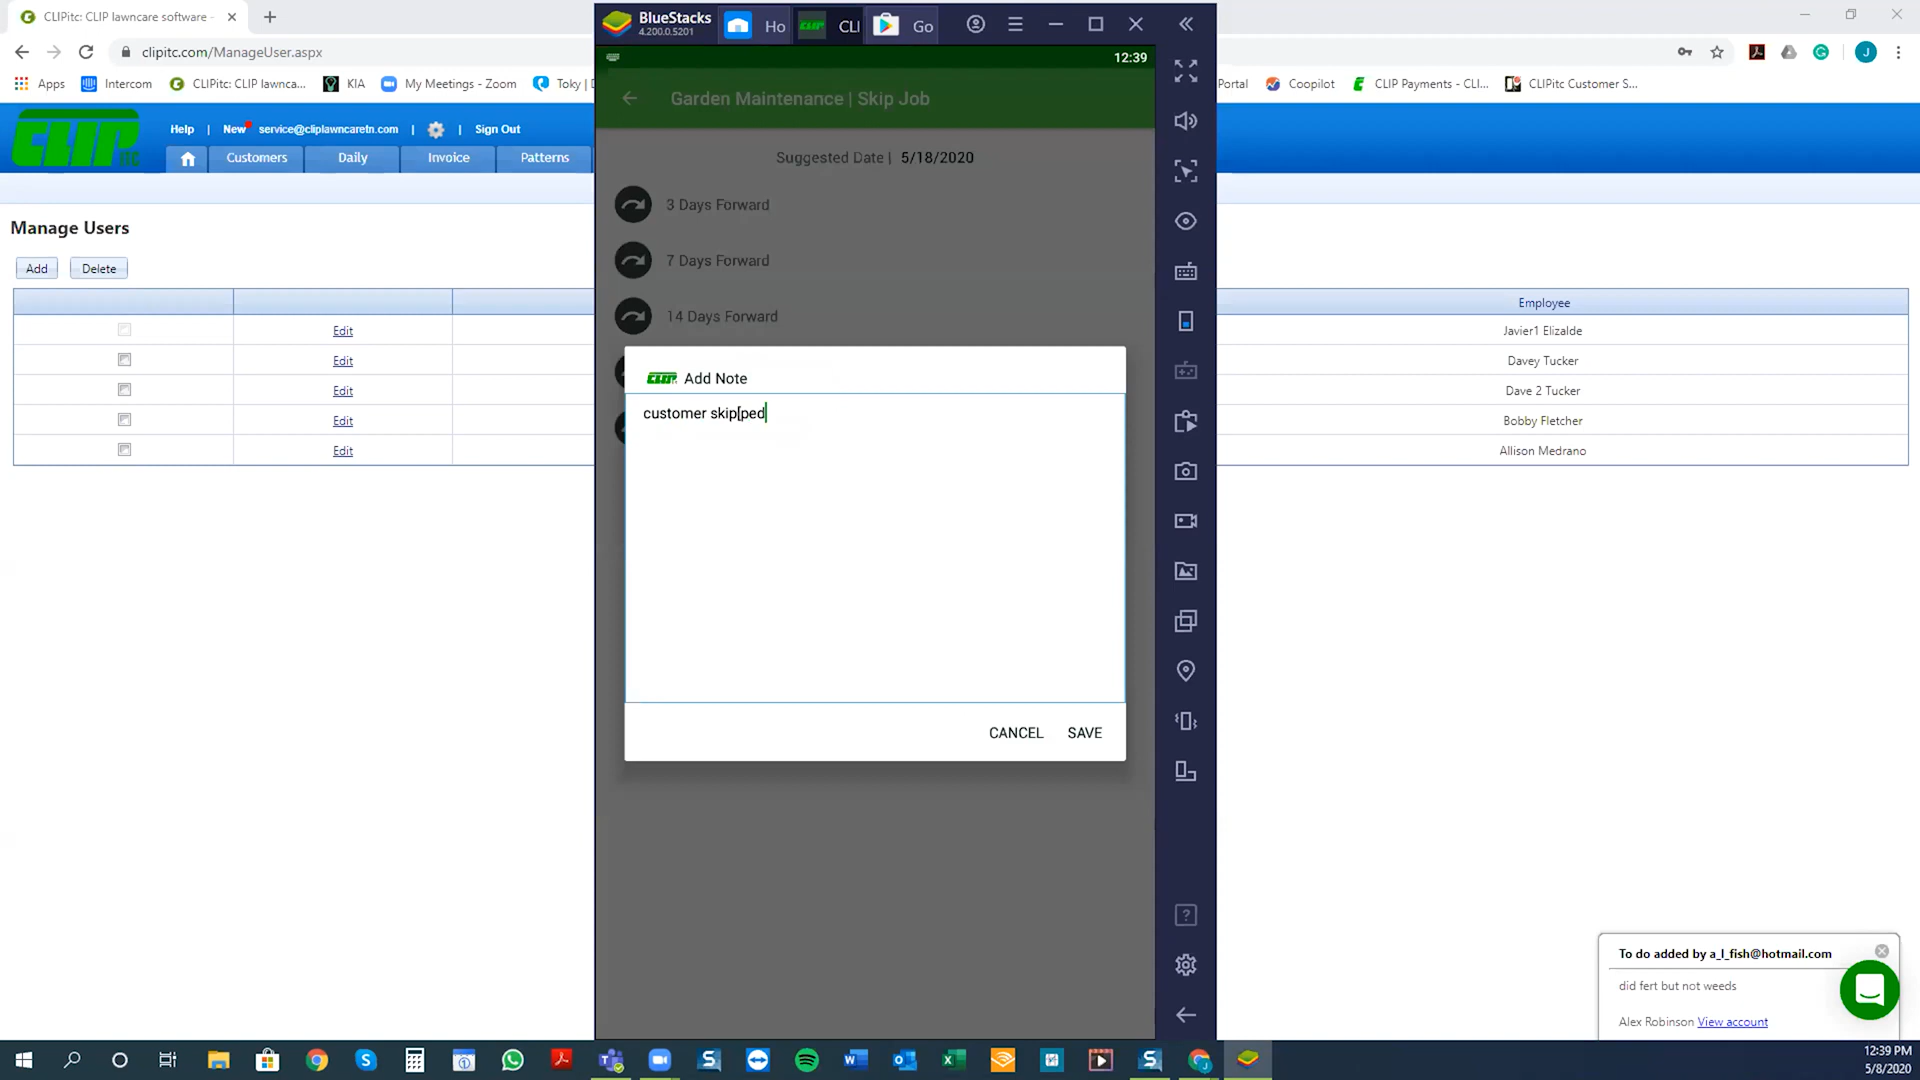 CLIPitc: CLIP lawncare software -
clipitc.com/ManageUser.aspx
Apps
Intercom
CLIPitc: CLIP lawnca...
KIA
My Meetings - Zoom
Toky | D
Portal
Coopilot
CLIP Payments - CLI...
CLIPitc Customer S...
J
BlueStacks
4.200.0.5201
Ho
CLI
Go
12:39
Garden Maintenance | Skip Job
Suggested Date | 5/18/2020
3 Days Forward
7 Days Forward
14 Days Forward
CLIP Add Note
customer skip[ped
CANCEL
SAVE
CLIP ITC
Help | New service@cliplawncaretn.com | | Sign Out
Customers
Daily
Invoice
Patterns
Manage Users
Add
Delete
Employee
Edit
Javier1 Elizalde
Edit
Davey Tucker
Edit
Dave 2 Tucker
Edit
Bobby Fletcher
Edit
Allison Medrano
To do added by a_l_fish@hotmail.com
did fert but not weeds
Alex Robinson View account
12:39 PM
5/8/2020